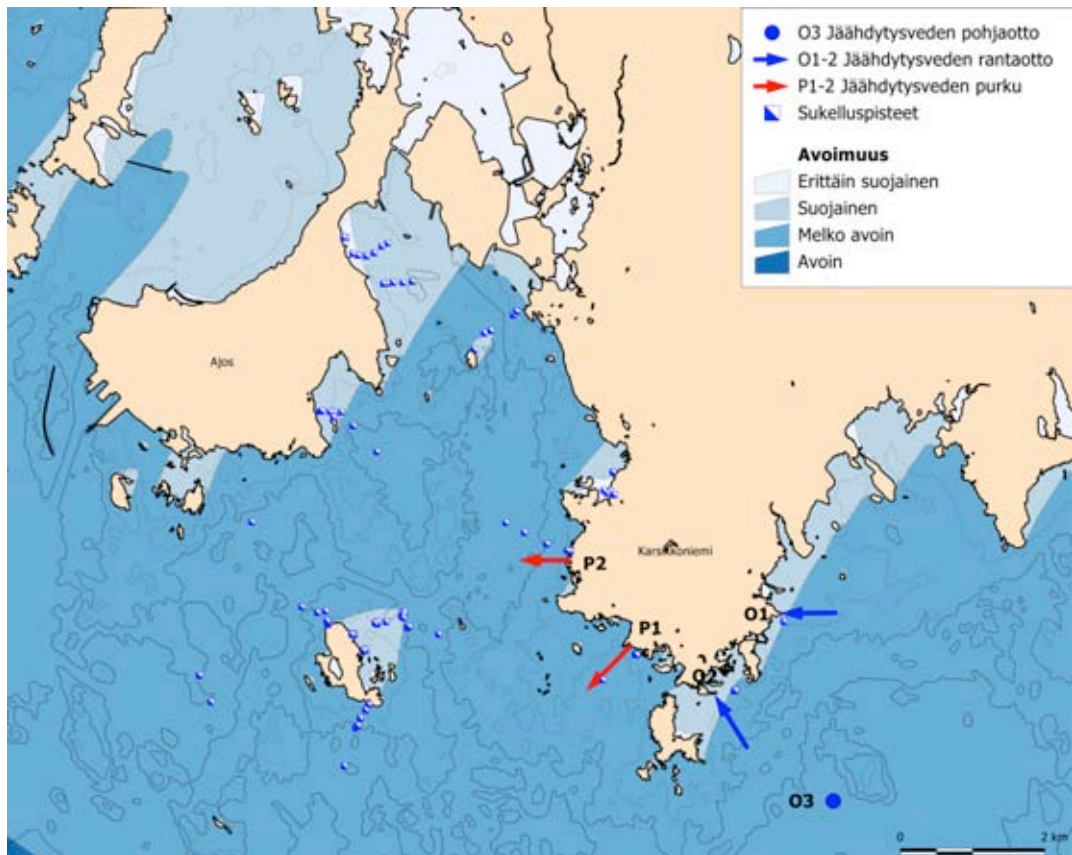 O3 Jäähdytysveden pohjaotto
O1-2 Jäähdytysveden rantaotto
P1-2 Jäähdytysveden purku
Sukelluspisteet
Avoimuus
Erittäin suojainen
Suojainen
Melko avoin
Avoin
Ajos
Karsikkoniemi
P2
O1
P1
O2
O3
0 2 km